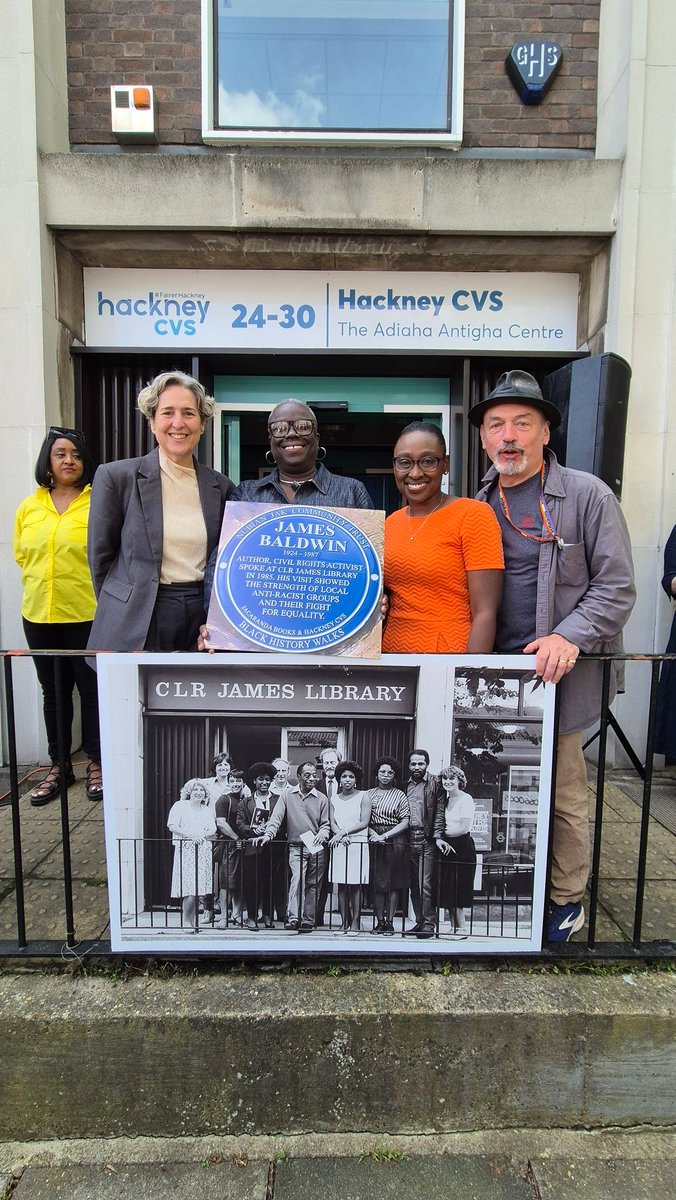 GHS
#FairerHackney
hackney
CVS
24-30
Hackney CVS
The Adiaha Antigha Centre
NUBIAN JAK COMMUNITY TRUST
JAMES
BALDWIN
1924 - 1987
AUTHOR, CIVIL RIGHTS ACTIVIST
SPOKE AT CLR JAMES LIBRARY
IN 1985. HIS VISIT SHOWED
THE STRENGTH OF LOCAL
ANTI-RACIST GROUPS
AND THEIR FIGHT
FOR EQUALITY.
JACARANDA BOOKS & HACKNEY CVS
BLACK HISTORY WALKS
CLR JAMES LIBRARY